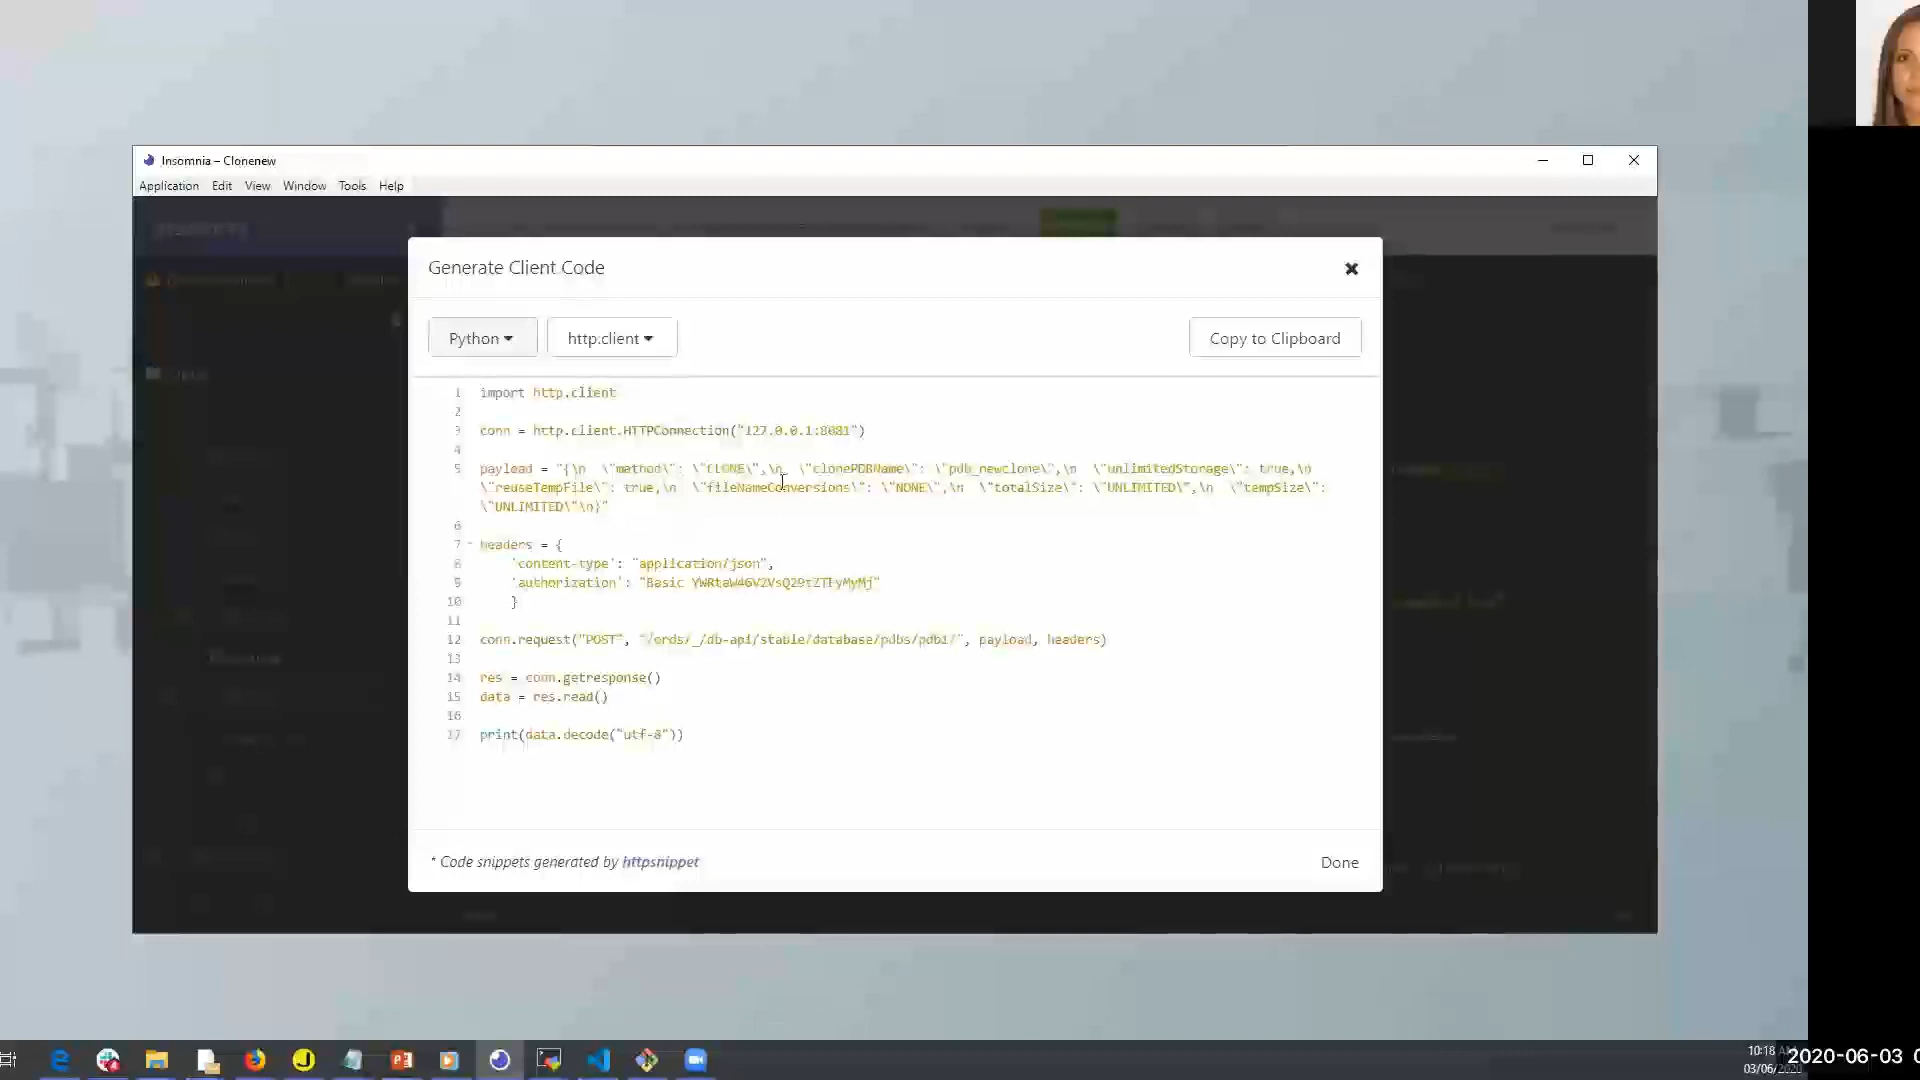 Insomnia – Clonenew
Application Edit View Window Tools Help
Generate Client Code
Python http.client Copy to Clipboard
1 import http.client
2
3 conn = http.client.HTTPConnection("127.0.0.1:8081")
4
5 payload = "{\n \"method\": \"CLONE\",\n \"clonePDBName\": \"pdb_newclone\",\n \"unlimitedStorage\": true,\n
\"reuseTempFile\": true,\n \"fileNameConversions\": \"NONE\",\n \"totalSize\": \"UNLIMITED\",\n \"tempSize\":
\"UNLIMITED\"\n}"
6
7 headers = {
8 'content-type': "application/json",
9 'authorization': "Basic
10 }
11
12 conn.request("POST", "/ords/_/db-api/stable/database/pdbs/pdb1/", payload, headers)
13
14 res = conn.getresponse()
15 data = res.read()
16
17 print(data.decode("utf-8"))
* Code snippets generated by httpsnippet Done
10:18
03/06/2020
2020-06-03